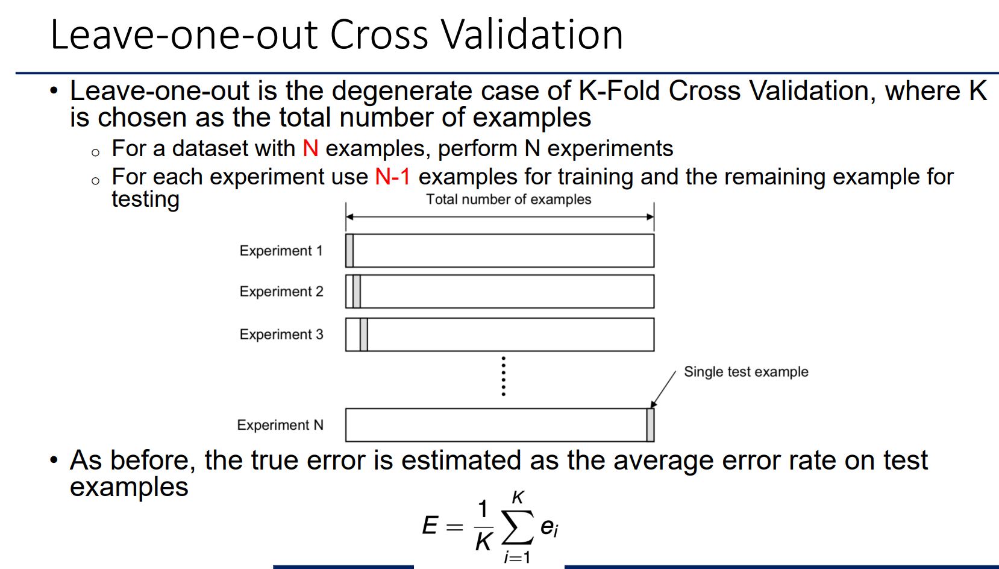 Leave-one-out Cross Validation
• Leave-one-out is the degenerate case of K-Fold Cross Validation, where K
is chosen as the total number of examples
○ For a dataset with N examples, perform N experiments
○ For each experiment use N-1 examples for training and the remaining example for
testing
Total number of examples
Experiment 1
Experiment 2
Experiment 3
Single test example
Experiment N
• As before, the true error is estimated as the average error rate on test
examples
E = \frac{1}{K} \sum_{i=1}^{K} e_i